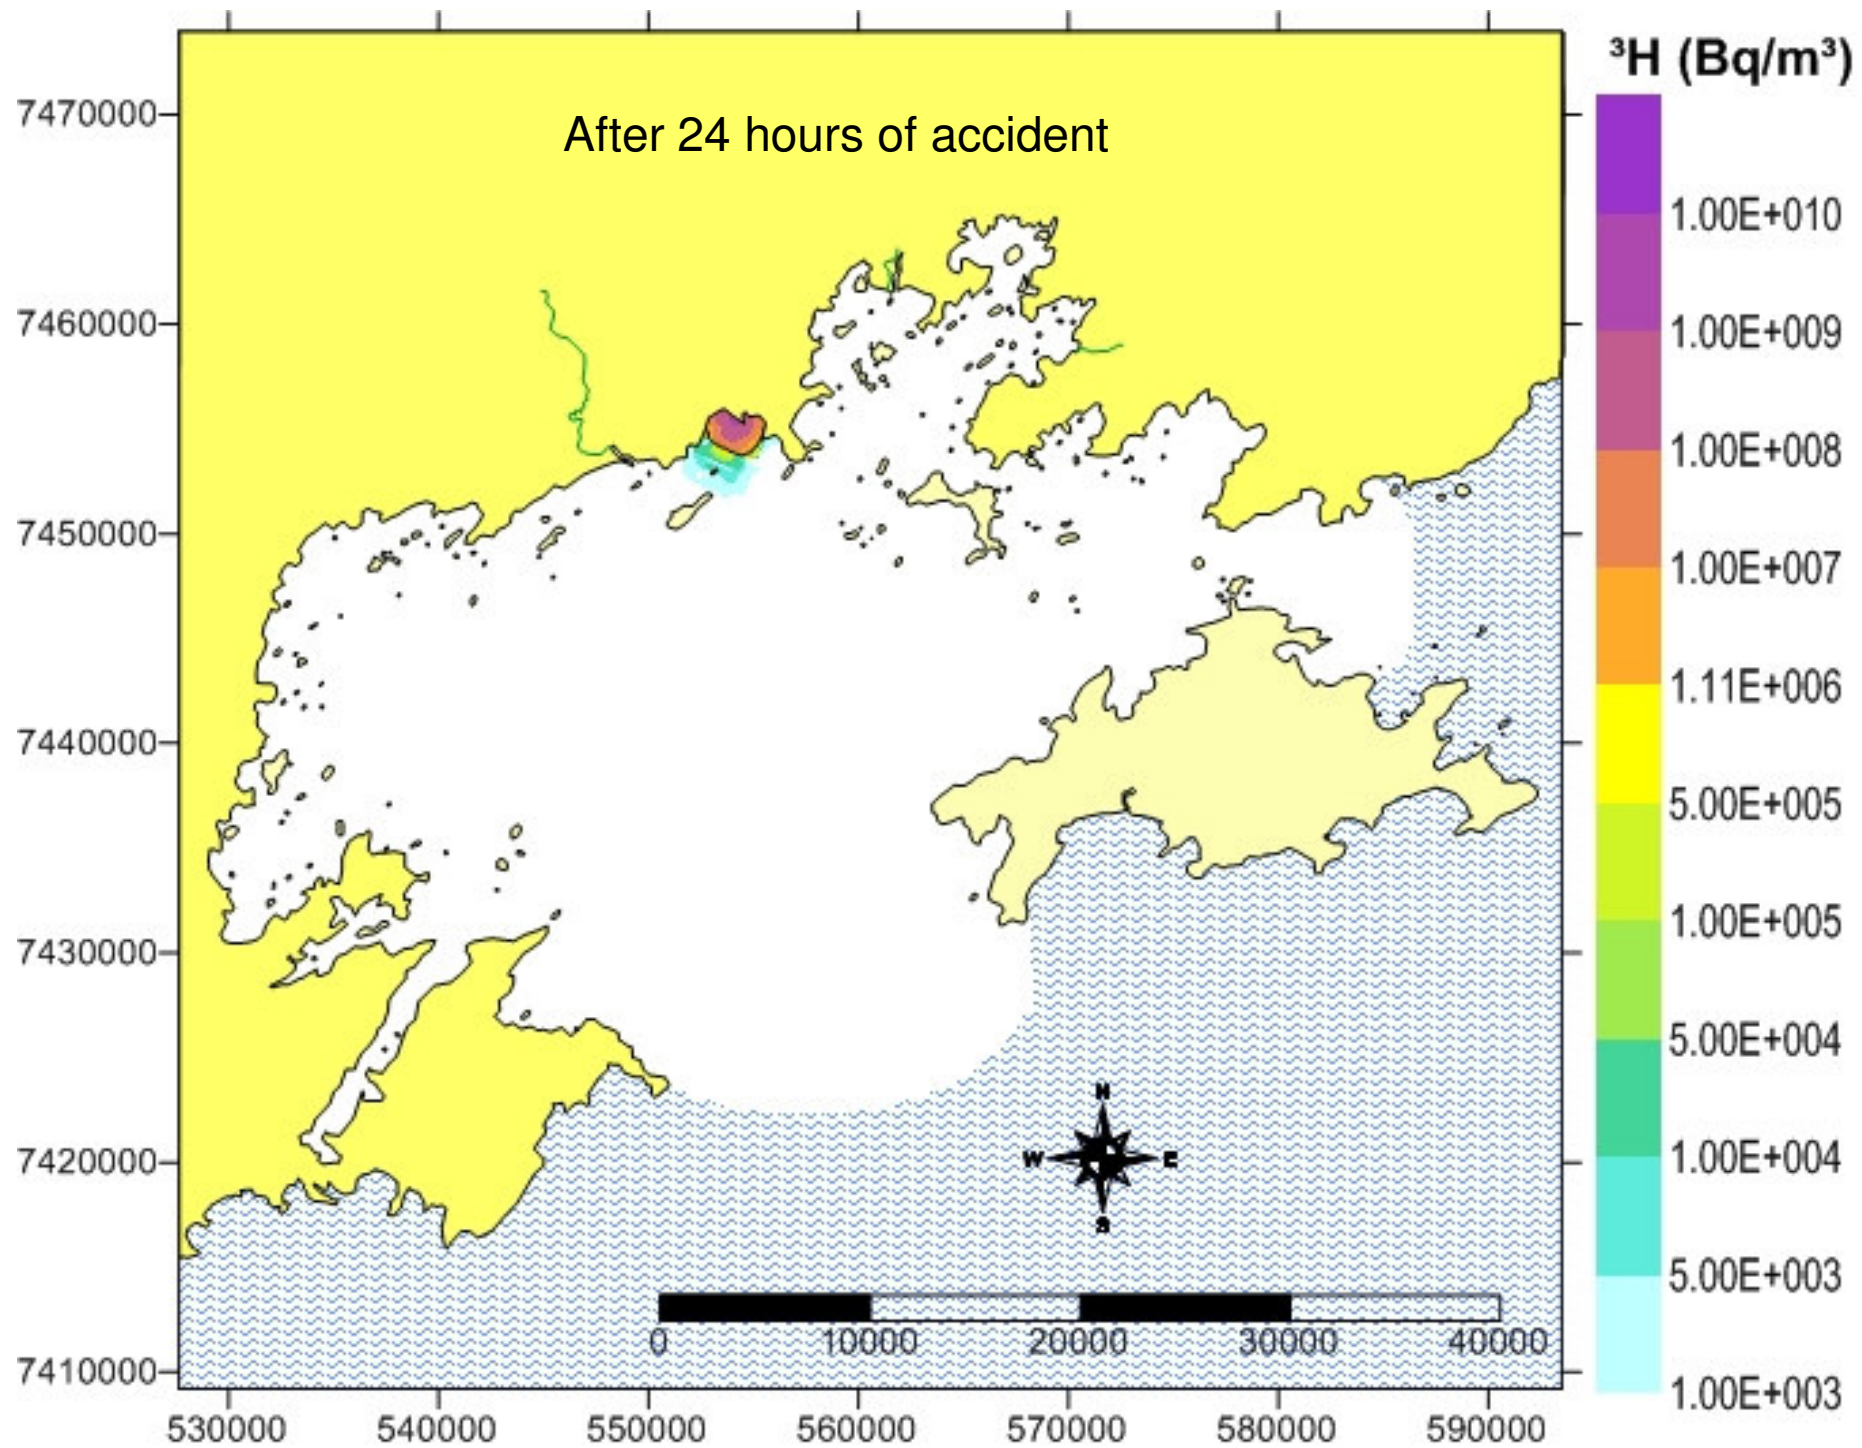 ³H (Bq/m³)
7470000
After 24 hours of accident
1.00E+010
7460000
1.00E+009
1.00E+008
7450000
1.00E+007
1.11E+006
7440000
5.00E+005
1.00E+005
7430000
5.00E+004
N
7420000
W E
1.00E+004
S
5.00E+003
0 10000 20000 30000 40000
7410000
1.00E+003
530000 540000 550000 560000 570000 580000 590000